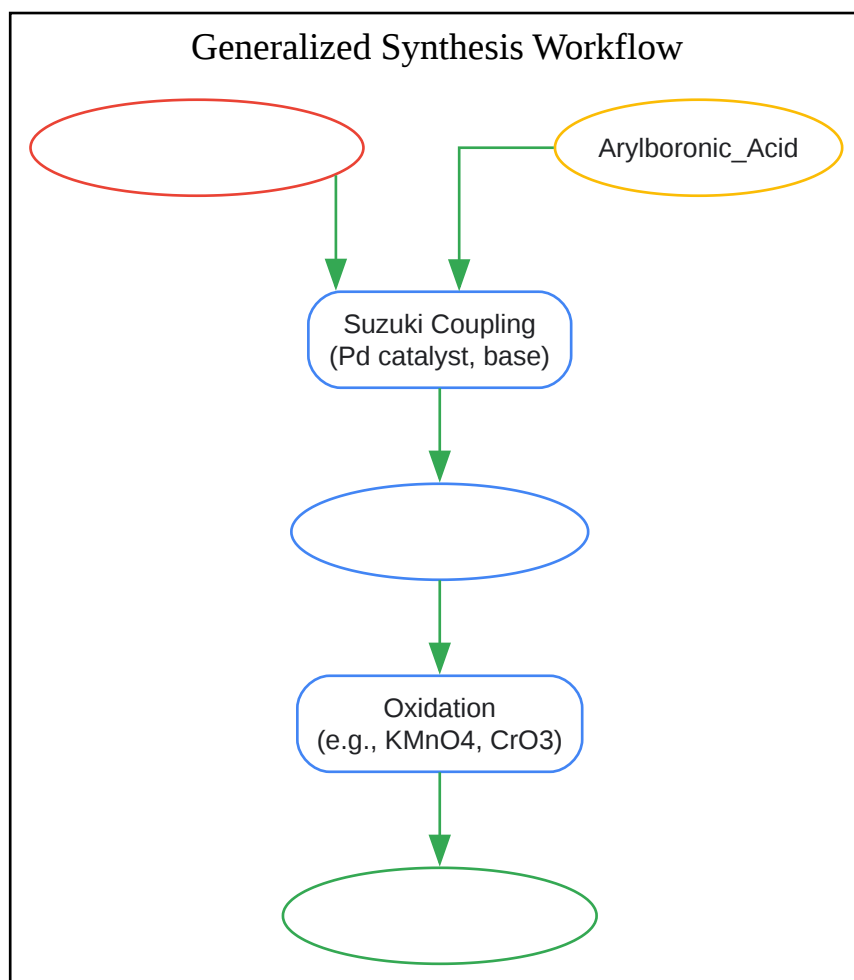 Generalized Synthesis Workflow
Arylboronic_Acid
Suzuki Coupling
(Pd catalyst, base)
Oxidation
(e.g., KMnO4, CrO3)